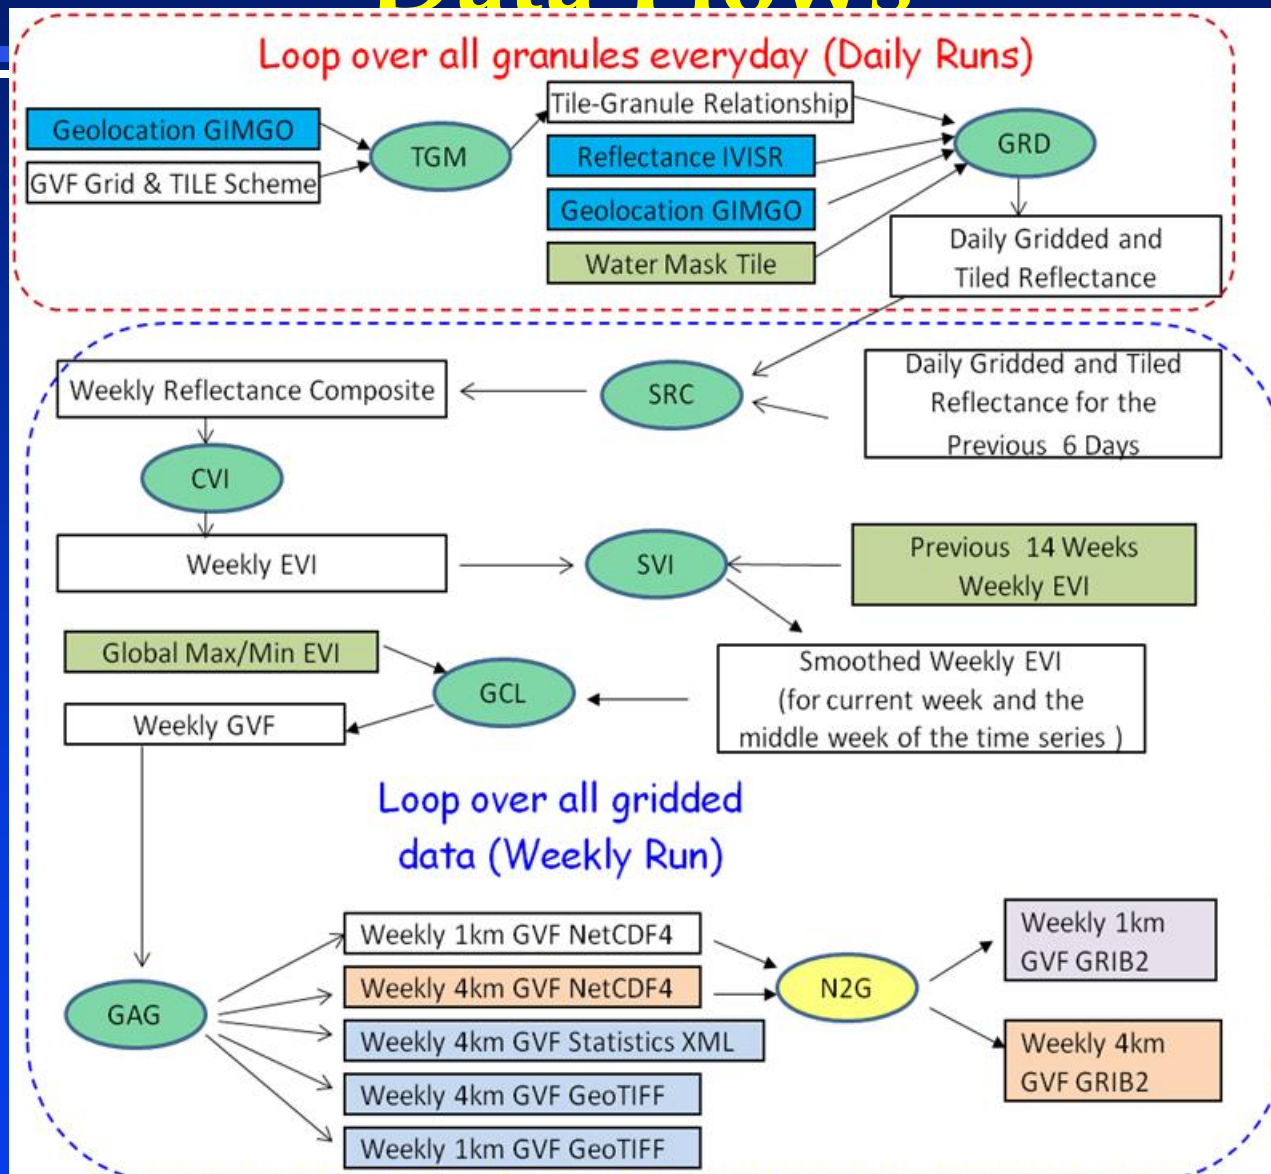 Data Flows
Loop over all granules everyday (Daily Runs)
Geolocation GIMGO
GVF Grid & TILE Scheme
TGM
Tile-Granule Relationship
Reflectance IVISR
Geolocation GIMGO
Water Mask Tile
GRD
Daily Gridded and
Tiled Reflectance
Weekly Reflectance Composite
SRC
Daily Gridded and Tiled
Reflectance for the
Previous 6 Days
CVI
Weekly EVI
SVI
Previous 14 Weeks
Weekly EVI
Global Max/Min EVI
GCL
Smoothed Weekly EVI
(for current week and the
middle week of the time series )
Weekly GVF
Loop over all gridded
data (Weekly Run)
GAG
Weekly 1km GVF NetCDF4
Weekly 4km GVF NetCDF4
Weekly 4km GVF Statistics XML
Weekly 4km GVF GeoTIFF
Weekly 1km GVF GeoTIFF
N2G
Weekly 1km
GVF GRIB2
Weekly 4km
GVF GRIB2